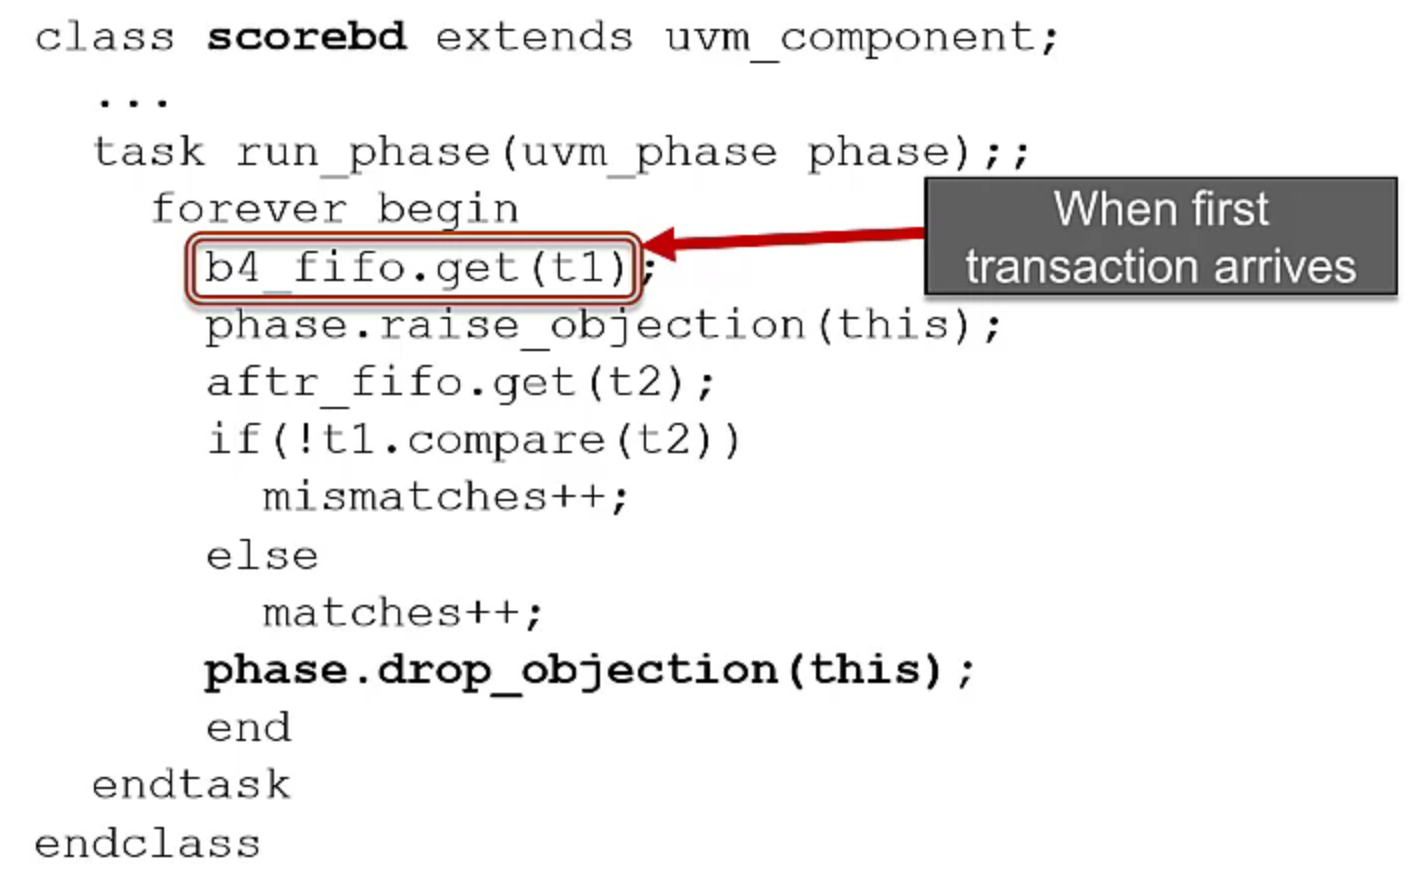 class scorebd extends uvm_component;
...
task run_phase(uvm_phase phase);;
forever begin
b4_fifo.get(t1);
When first
transaction arrives
phase.raise_objection(this);
aftr_fifo.get(t2);
if(!t1.compare(t2))
mismatches++;
else
matches++;
phase.drop_objection(this);
end
endtask
endclass